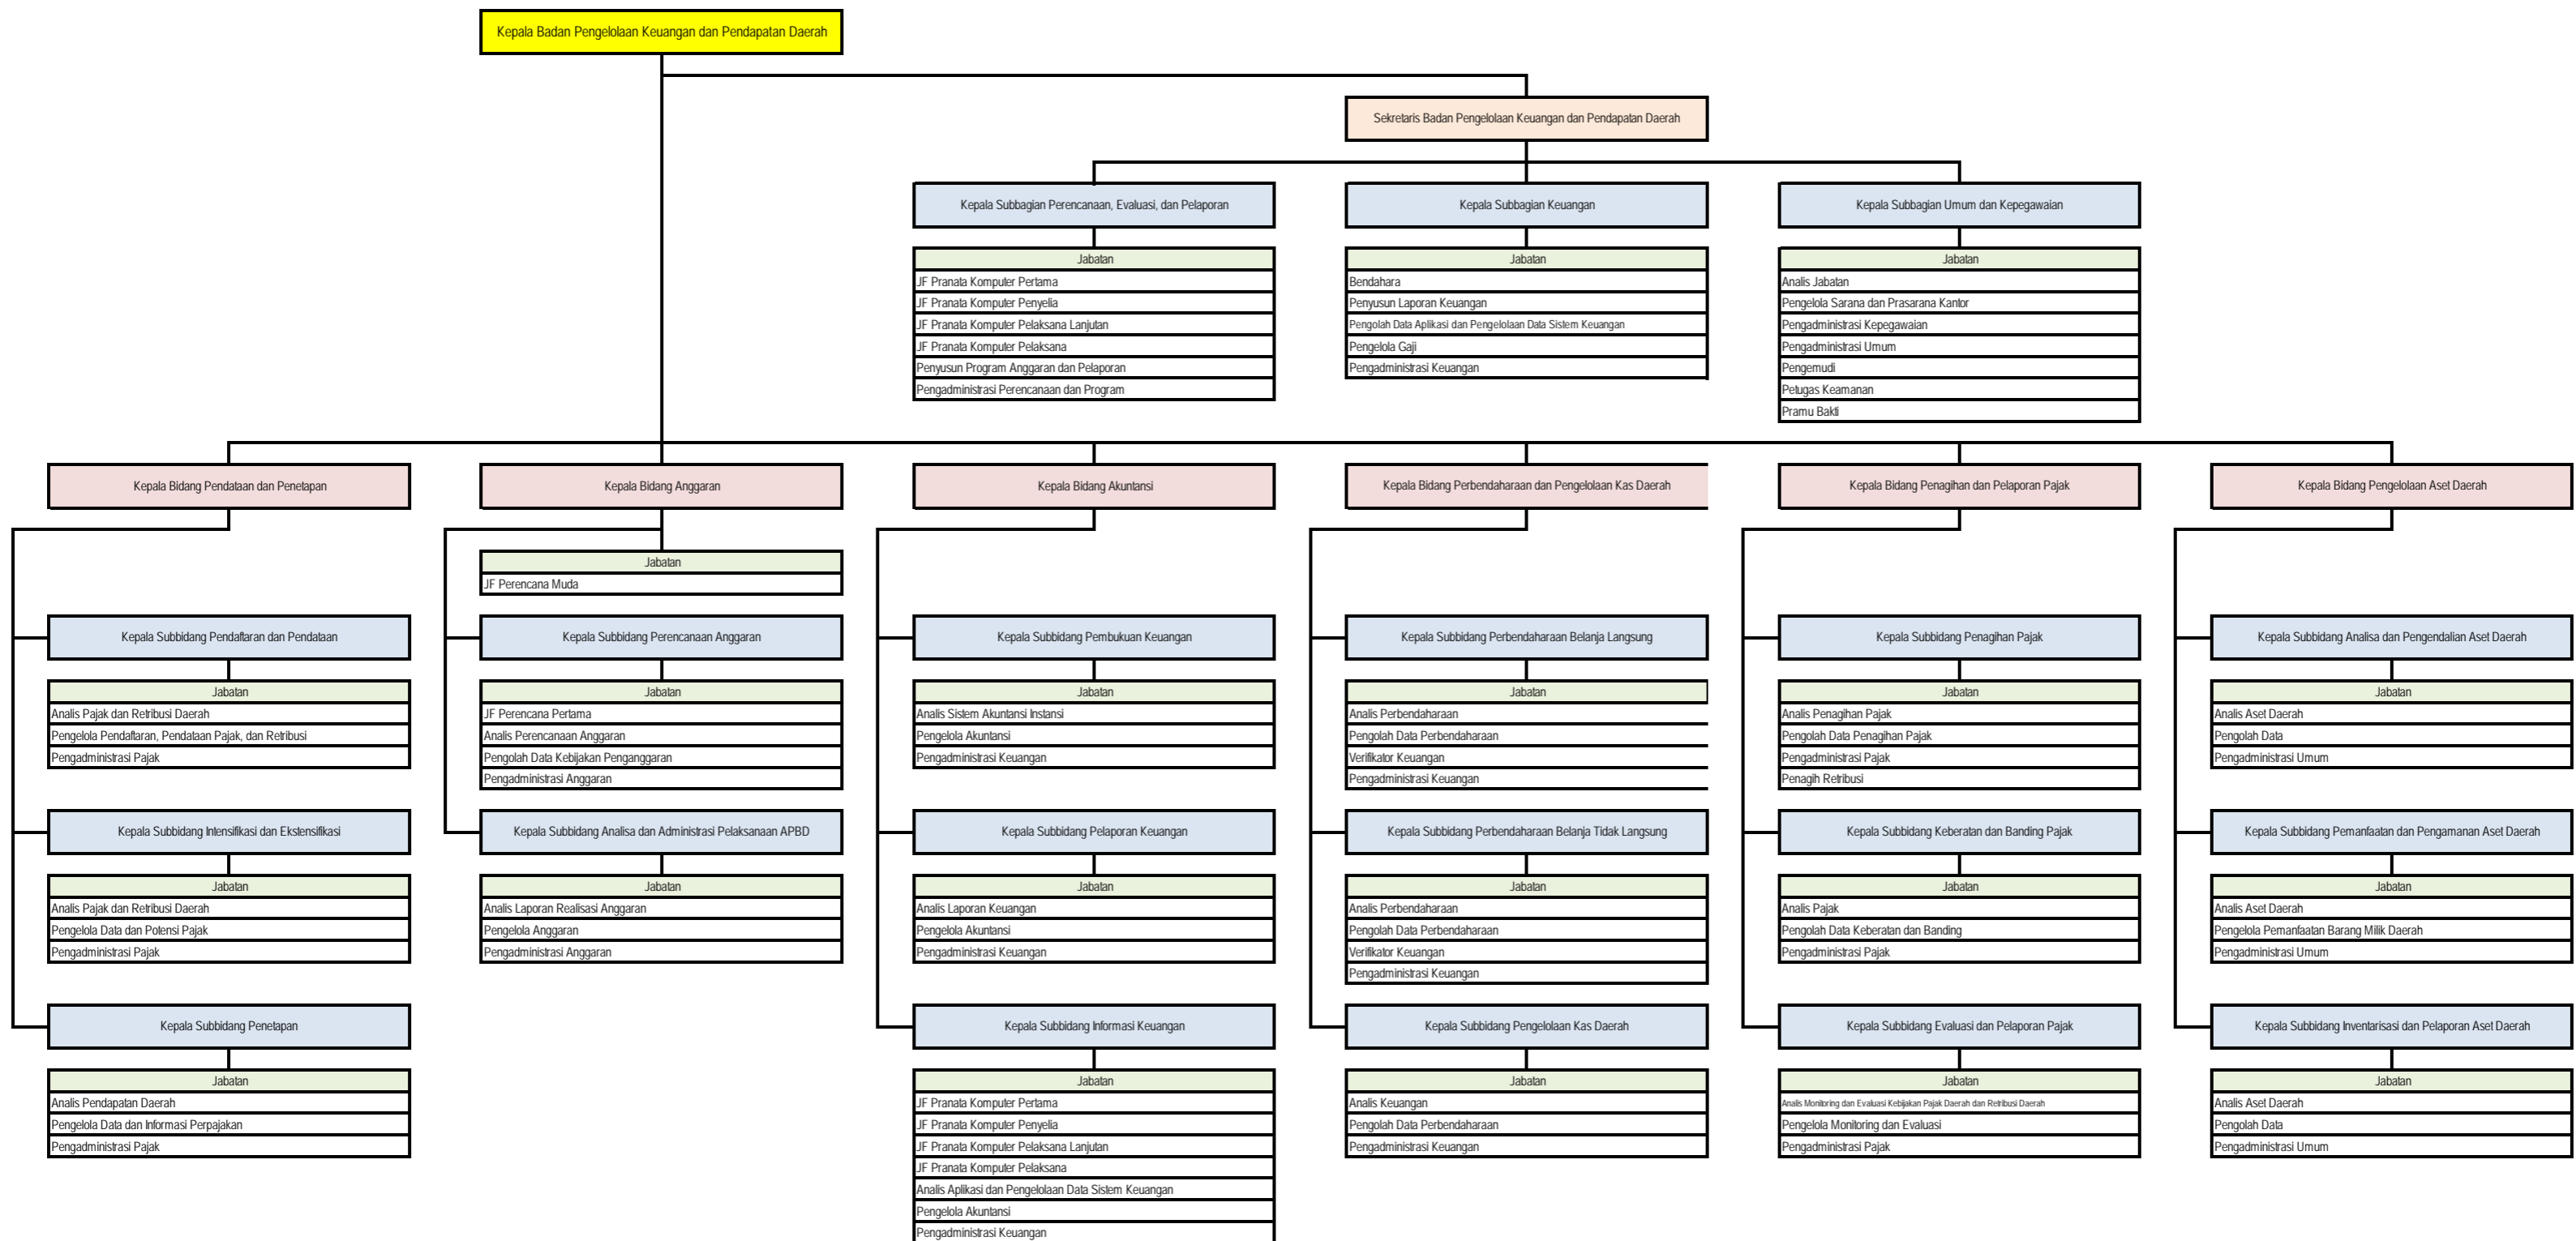 Kepala Badan Pengelolaan Keuangan dan Pendapatan Daerah
Sekretaris Badan Pengelolaan Keuangan dan Pendapatan Daerah
Kepala Subbagian Perencanaan, Evaluasi, dan Pelaporan
Jabatan
JF Pranata Komputer Pertama
JF Pranata Komputer Penyelia
JF Pranata Komputer Pelaksana Lanjutan
JF Pranata Komputer Pelaksana
Penyusun Program Anggaran dan Pelaporan
Pengadministrasi Perencanaan dan Program
Kepala Subbagian Keuangan
Jabatan
Bendahara
Penyusun Laporan Keuangan
Pengolah Data Aplikasi dan Pengelolaan Data Sistem Keuangan
Pengelola Gaji
Pengadministrasi Keuangan
Kepala Subbagian Umum dan Kepegawaian
Jabatan
Analis Jabatan
Pengelola Sarana dan Prasarana Kantor
Pengadministrasi Kepegawaian
Pengadministrasi Umum
Pengemudi
Petugas Keamanan
Pramu Bakti
Kepala Bidang Pendataan dan Penetapan
Kepala Subbidang Pendaftaran dan Pendataan
Jabatan
Analis Pajak dan Retribusi Daerah
Pengelola Pendaftaran, Pendataan Pajak, dan Retribusi
Pengadministrasi Pajak
Kepala Subbidang Intensifikasi dan Ekstensifikasi
Jabatan
Analis Pajak dan Retribusi Daerah
Pengelola Data dan Potensi Pajak
Pengadministrasi Pajak
Kepala Subbidang Penetapan
Jabatan
Analis Pendapatan Daerah
Pengelola Data dan Informasi Perpajakan
Pengadministrasi Pajak
Kepala Bidang Anggaran
Jabatan
JF Perencana Muda
Kepala Subbidang Perencanaan Anggaran
Jabatan
JF Perencana Pertama
Analis Perencanaan Anggaran
Pengolah Data Kebijakan Penganggaran
Pengadministrasi Anggaran
Kepala Subbidang Analisa dan Administrasi Pelaksanaan APBD
Jabatan
Analis Laporan Realisasi Anggaran
Pengelola Anggaran
Pengadministrasi Anggaran
Kepala Bidang Akuntansi
Kepala Subbidang Pembukuan Keuangan
Jabatan
Analis Sistem Akuntansi Instansi
Pengelola Akuntansi
Pengadministrasi Keuangan
Kepala Subbidang Pelaporan Keuangan
Jabatan
Analis Laporan Keuangan
Pengelola Akuntansi
Pengadministrasi Keuangan
Kepala Subbidang Informasi Keuangan
Jabatan
JF Pranata Komputer Pertama
JF Pranata Komputer Penyelia
JF Pranata Komputer Pelaksana Lanjutan
JF Pranata Komputer Pelaksana
Analis Aplikasi dan Pengelolaan Data Sistem Keuangan
Pengelola Akuntansi
Pengadministrasi Keuangan
Kepala Bidang Perbendaharaan dan Pengelolaan Kas Daerah
Kepala Subbidang Perbendaharaan Belanja Langsung
Jabatan
Analis Perbendaharaan
Pengolah Data Perbendaharaan
Verifikator Keuangan
Pengadministrasi Keuangan
Kepala Subbidang Perbendaharaan Belanja Tidak Langsung
Jabatan
Analis Perbendaharaan
Pengolah Data Perbendaharaan
Verifikator Keuangan
Pengadministrasi Keuangan
Kepala Subbidang Pengelolaan Kas Daerah
Jabatan
Analis Keuangan
Pengolah Data Perbendaharaan
Pengadministrasi Keuangan
Kepala Bidang Penagihan dan Pelaporan Pajak
Kepala Subbidang Penagihan Pajak
Jabatan
Analis Penagihan Pajak
Pengolah Data Penagihan Pajak
Pengadministrasi Pajak
Penagih Retribusi
Kepala Subbidang Keberatan dan Banding Pajak
Jabatan
Analis Pajak
Pengolah Data Keberatan dan Banding
Pengadministrasi Pajak
Kepala Subbidang Evaluasi dan Pelaporan Pajak
Jabatan
Analis Monitoring dan Evaluasi Kebijakan Pajak Daerah dan Retribusi Daerah
Pengelola Monitoring dan Evaluasi
Pengadministrasi Pajak
Kepala Bidang Pengelolaan Aset Daerah
Kepala Subbidang Analisa dan Pengendalian Aset Daerah
Jabatan
Analis Aset Daerah
Pengolah Data
Pengadministrasi Umum
Kepala Subbidang Pemanfaatan dan Pengamanan Aset Daerah
Jabatan
Analis Aset Daerah
Pengelola Pemanfaatan Barang Milik Daerah
Pengadministrasi Umum
Kepala Subbidang Inventarisasi dan Pelaporan Aset Daerah
Jabatan
Analis Aset Daerah
Pengolah Data
Pengadministrasi Umum